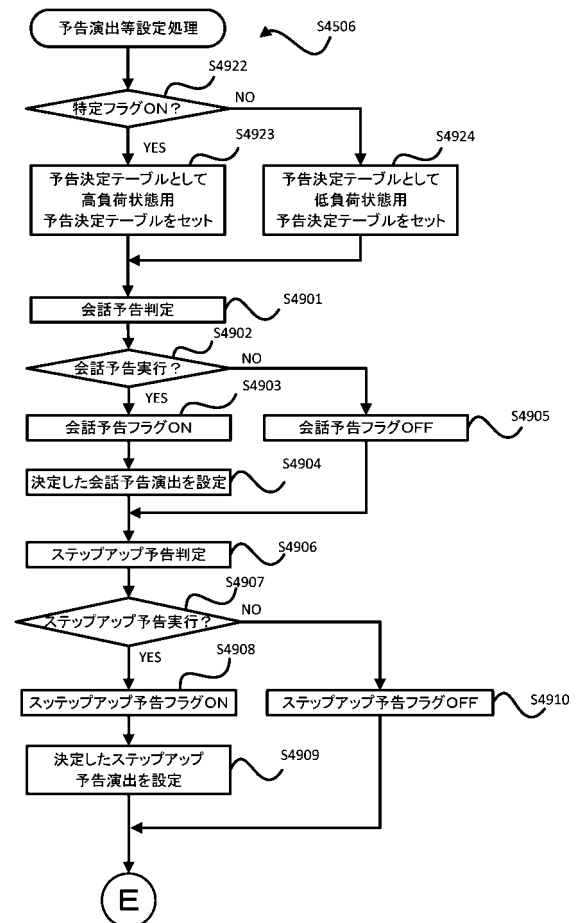 予告演出等設定処理
S4506
S4922
特定フラグON？
NO
YES
S4923
S4924
予告決定テーブルとして
高負荷状態用
予告決定テーブルをセット
予告決定テーブルとして
低負荷状態用
予告決定テーブルをセット
会話予告判定
S4901
S4902
会話予告実行？
NO
YES
S4903
会話予告フラグON
会話予告フラグOFF
S4905
決定した会話予告演出を設定
S4904
ステップアップ予告判定
S4906
S4907
ステップアップ予告実行？
NO
YES
S4908
スッテップアップ予告フラグON
ステップアップ予告フラグOFF
S4910
決定したステップアップ
予告演出を設定
S4909
E